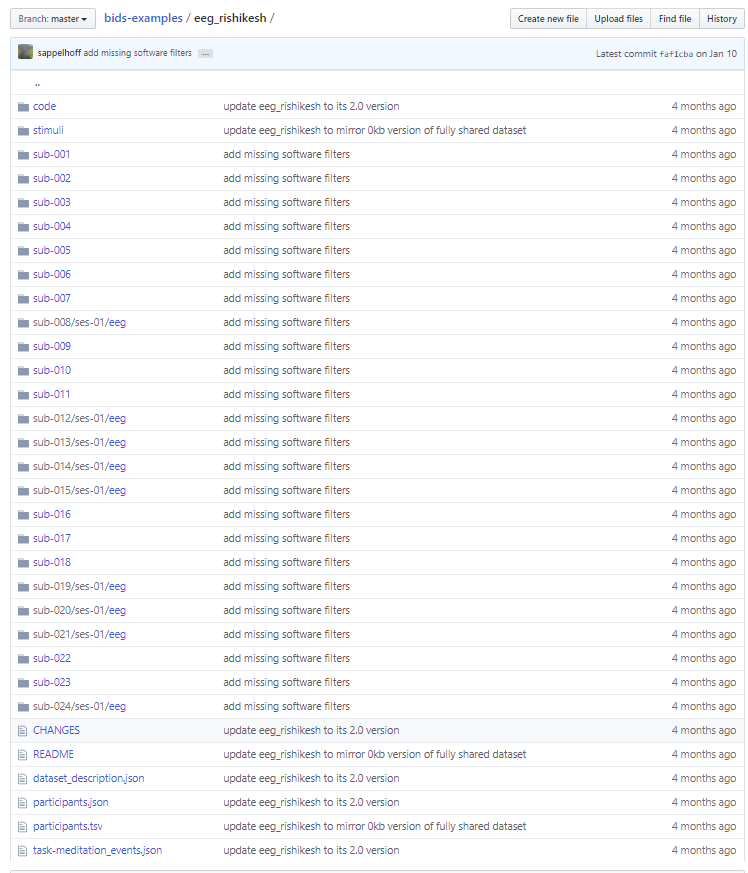 Branch: master bids-examples / eeg_rishikesh / Create new file Upload files Find file History
sappelhoff add missing software filters ... Latest commit faf1cba on Jan 10
..
code update eeg_rishikesh to its 2.0 version 4 months ago
stimuli update eeg_rishikesh to mirror 0kb version of fully shared dataset 4 months ago
sub-001 add missing software filters 4 months ago
sub-002 add missing software filters 4 months ago
sub-003 add missing software filters 4 months ago
sub-004 add missing software filters 4 months ago
sub-005 add missing software filters 4 months ago
sub-006 add missing software filters 4 months ago
sub-007 add missing software filters 4 months ago
sub-008/ses-01/eeg add missing software filters 4 months ago
sub-009 add missing software filters 4 months ago
sub-010 add missing software filters 4 months ago
sub-011 add missing software filters 4 months ago
sub-012/ses-01/eeg add missing software filters 4 months ago
sub-013/ses-01/eeg add missing software filters 4 months ago
sub-014/ses-01/eeg add missing software filters 4 months ago
sub-015/ses-01/eeg add missing software filters 4 months ago
sub-016 add missing software filters 4 months ago
sub-017 add missing software filters 4 months ago
sub-018 add missing software filters 4 months ago
sub-019/ses-01/eeg add missing software filters 4 months ago
sub-020/ses-01/eeg add missing software filters 4 months ago
sub-021/ses-01/eeg add missing software filters 4 months ago
sub-022 add missing software filters 4 months ago
sub-023 add missing software filters 4 months ago
sub-024/ses-01/eeg add missing software filters 4 months ago
CHANGES update eeg_rishikesh to its 2.0 version 4 months ago
README update eeg_rishikesh to mirror 0kb version of fully shared dataset 4 months ago
dataset_description.json update eeg_rishikesh to its 2.0 version 4 months ago
participants.json update eeg_rishikesh to its 2.0 version 4 months ago
participants.tsv update eeg_rishikesh to mirror 0kb version of fully shared dataset 4 months ago
task-meditation_events.json update eeg_rishikesh to its 2.0 version 4 months ago